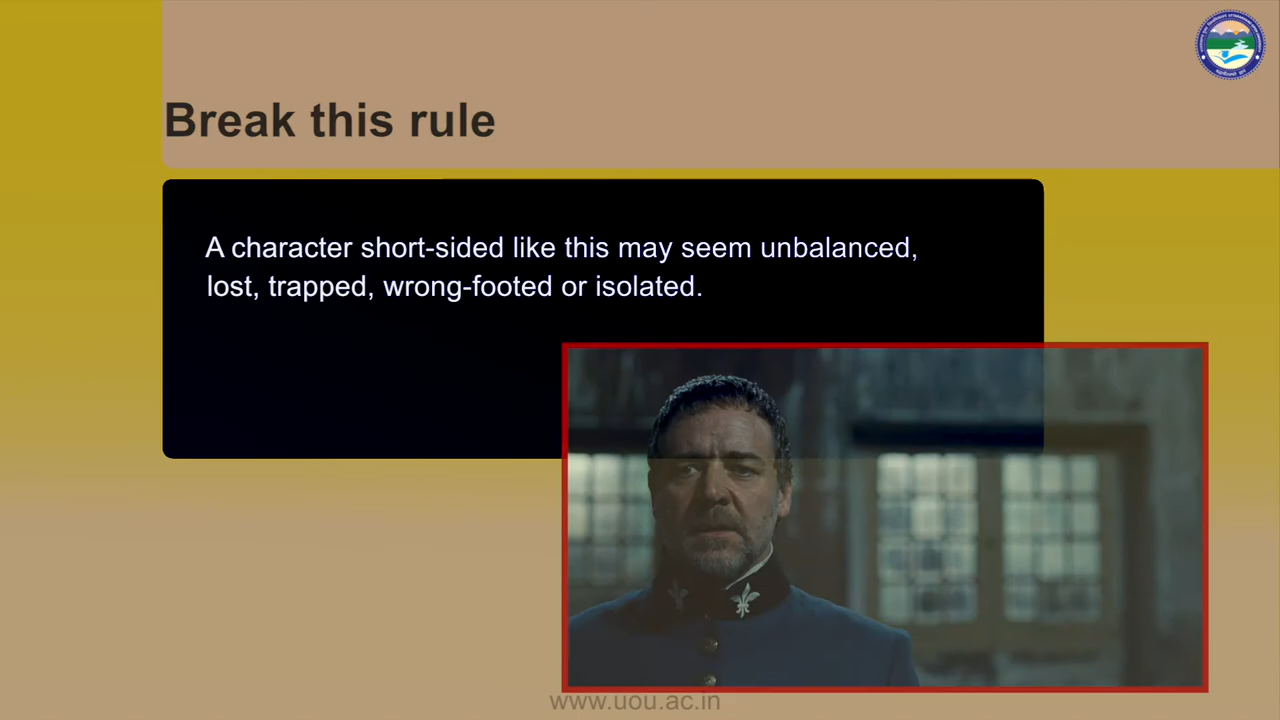 Break this rule
A character short-sided like this may seem unbalanced,
lost, trapped, wrong-footed or isolated.
www.uou.ac.in